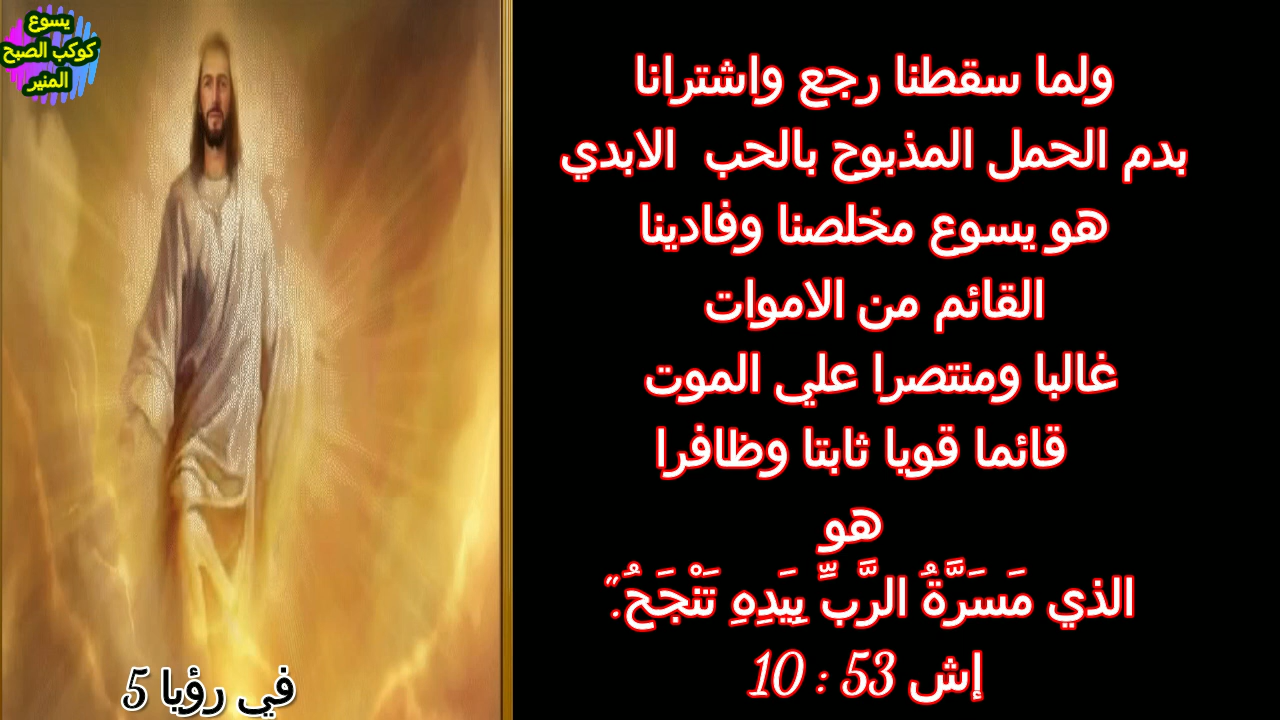 يسوع
كوكب الصبح
المنير
ولما سقطنا رجع واشترانا
بدم الحمل المذبوح بالحب الابدي
هو يسوع مخلصنا وفادينا
القائم من الاموات
غالبا ومنتصرا علي الموت
قائما قويا ثابتا وظافرا
هو
الذي مَسَرَّةُ الرَّبِّ بِيَدِهِ تَنْجَحُ.”
إش 53 : 10
في رؤيا 5